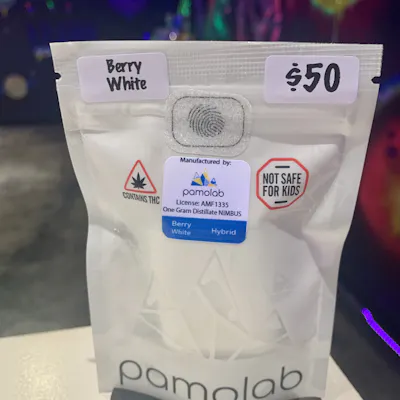 Berry
White
$50
Manufactured by:
pamolab
License: AMF1335
One Gram Distillate NIMBUS
Berry
White
Hybrid
CONTAINS THC
NOT SAFE
FOR KIDS
pamolab